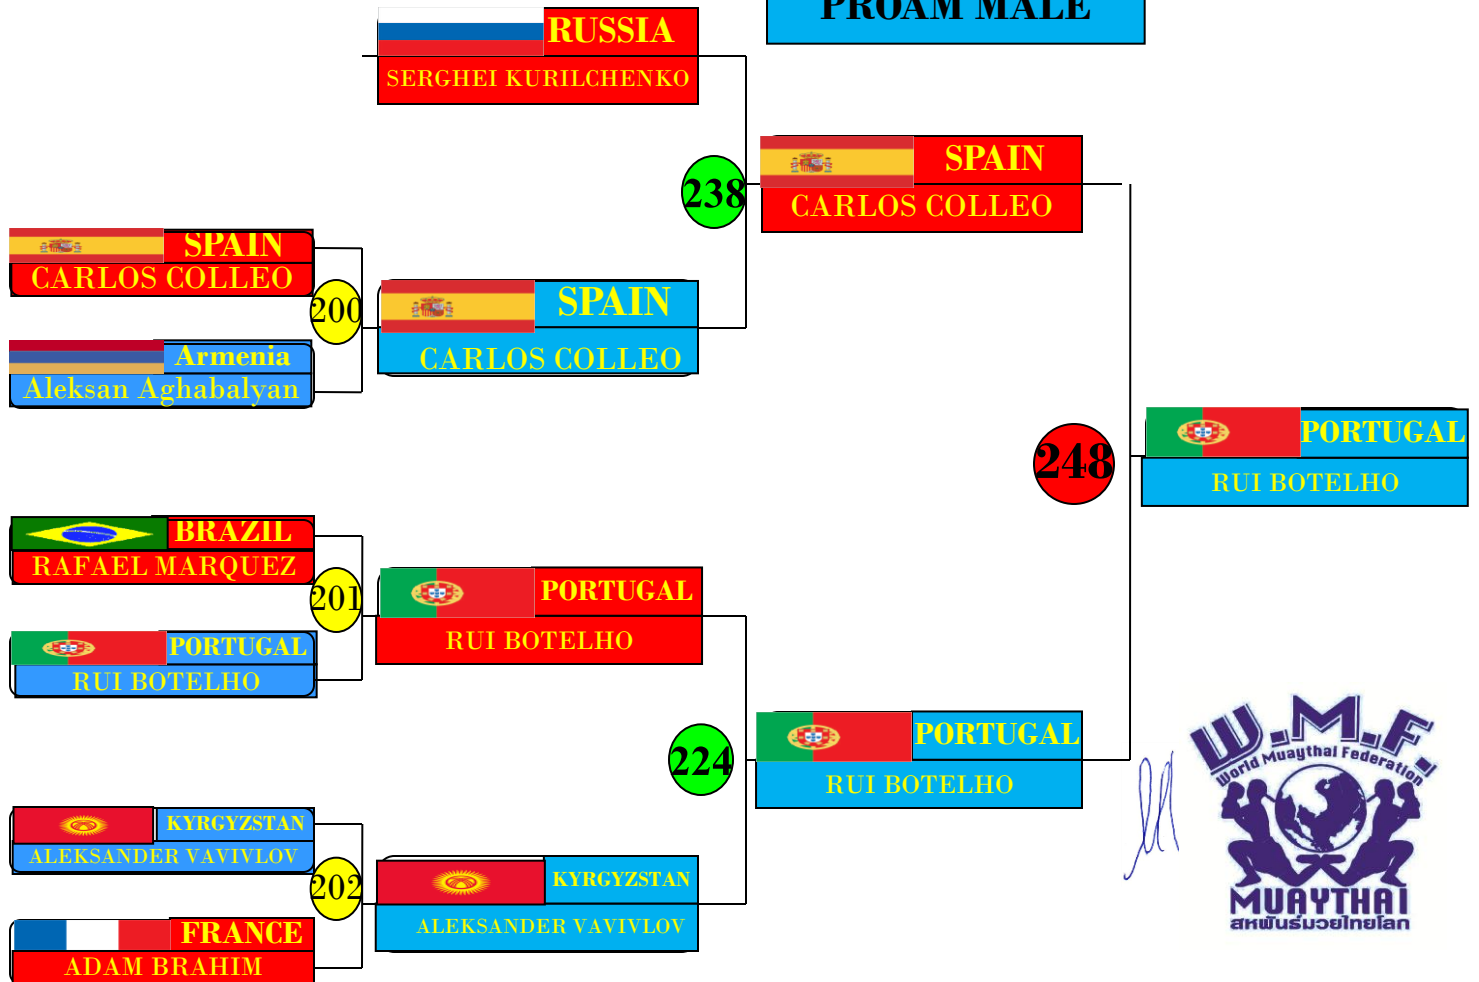 PROAM MALE
RUSSIA
SERGHEI KURILCHENKO
238
SPAIN
CARLOS COLLEO
SPAIN
CARLOS COLLEO
200
SPAIN
CARLOS COLLEO
Armenia
Aleksan Aghabalyan
248
PORTUGAL
RUI BOTELHO
BRAZIL
RAFAEL MARQUEZ
201
PORTUGAL
RUI BOTELHO
PORTUGAL
RUI BOTELHO
224
PORTUGAL
RUI BOTELHO
KYRGYZSTAN
ALEKSANDER VAVIVLOV
202
KYRGYZSTAN
ALEKSANDER VAVIVLOV
FRANCE
ADAM BRAHIM
W.M.F.
World Muaythai Federation
MUAYTHAI
สหพันธ์มวยไทยโลก